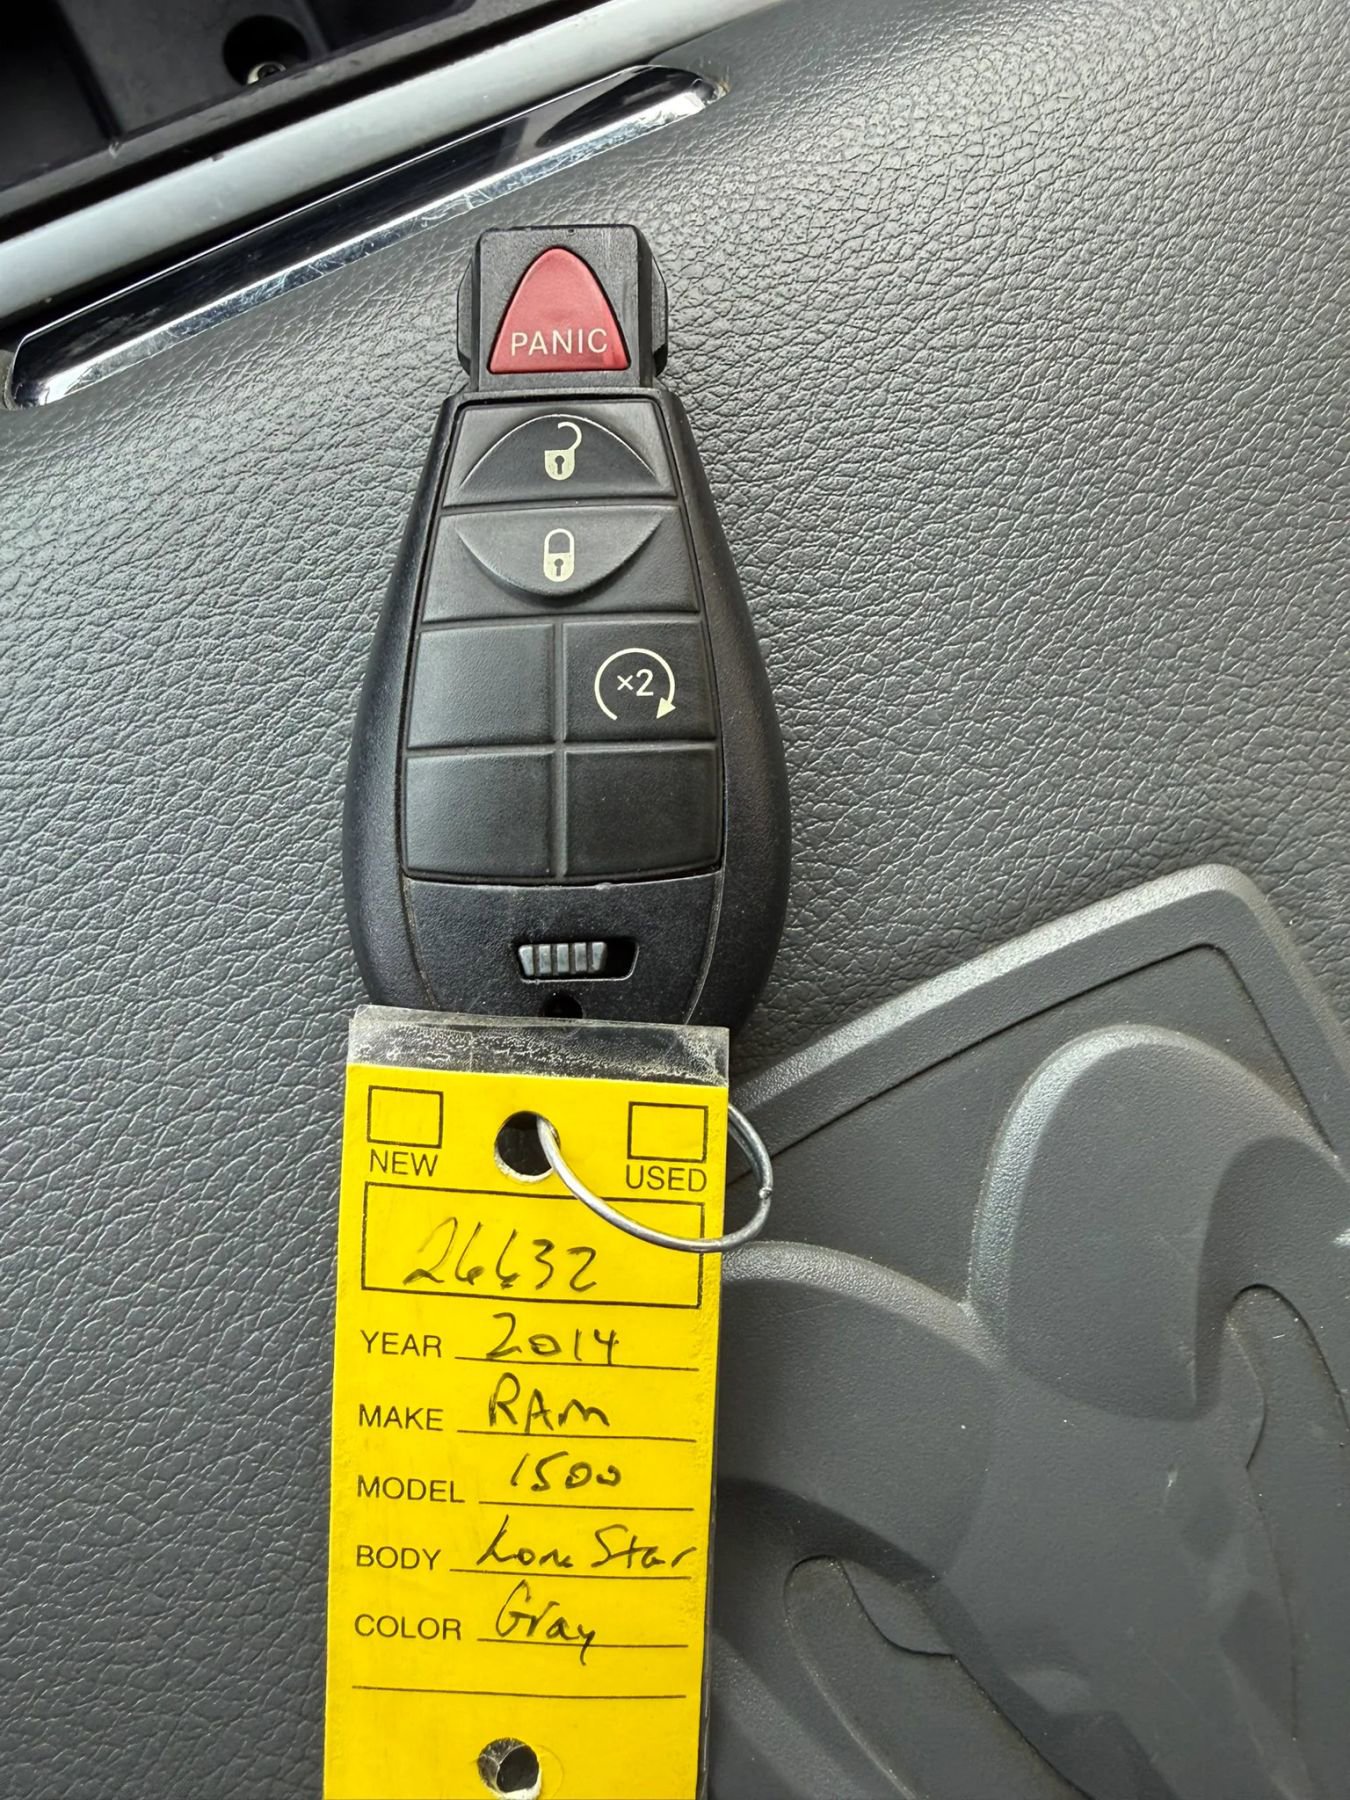 PANIC
×2
NEW USED
26632
YEAR 2014
MAKE RAM
MODEL 1500
BODY Lone Star
COLOR Gray